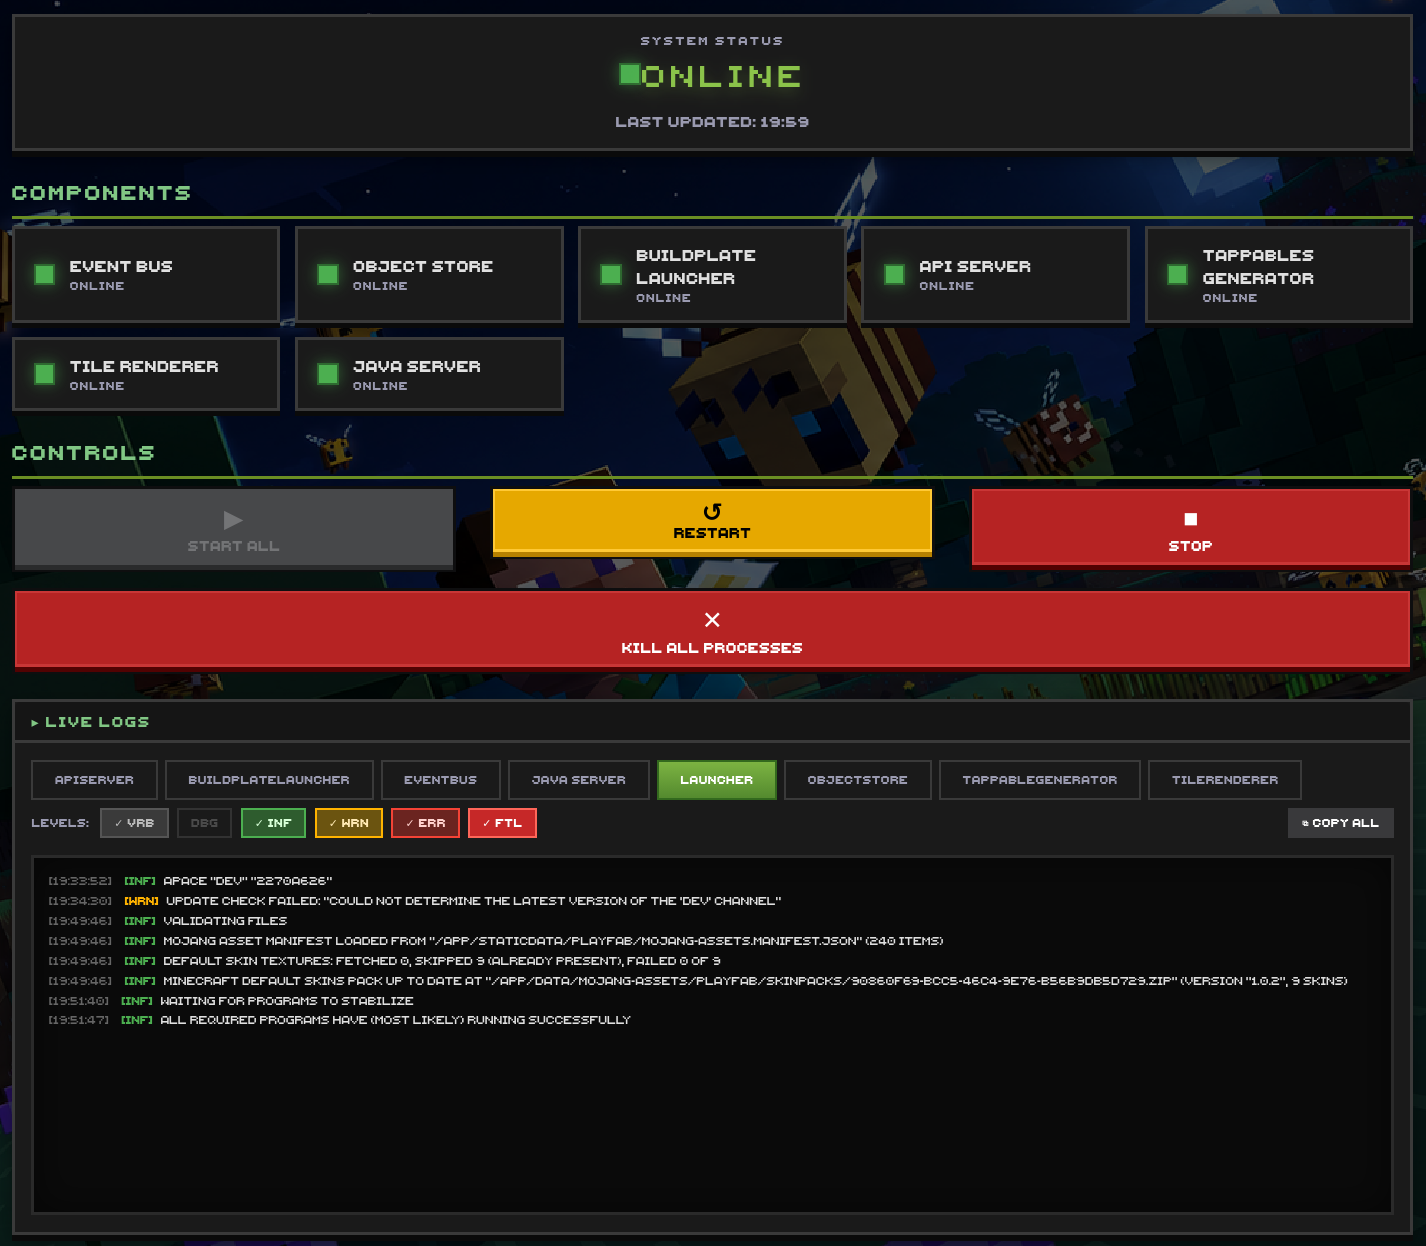 SYSTEM STATUS
ONLINE
LAST UPDATED: 19:59
COMPONENTS
EVENT BUS
ONLINE
OBJECT STORE
ONLINE
BUILDPLATE
LAUNCHER
ONLINE
API SERVER
ONLINE
TAPPABLES
GENERATOR
ONLINE
TILE RENDERER
ONLINE
JAVA SERVER
ONLINE
CONTROLS
▶
START ALL
↺
RESTART
■
STOP
✕
KILL ALL PROCESSES
▸ LIVE LOGS
APISERVER BUILDPLATELAUNCHER EVENTBUS JAVA SERVER LAUNCHER OBJECTSTORE TAPPABLEGENERATOR TILERENDERER
LEVELS: ✓ VRB DBG ✓ INF ✓ WRN ✓ ERR ✓ FTL COPY ALL
[19:33:52] [INF] APACE "DEV" "2270A626"
[19:34:30] [WRN] UPDATE CHECK FAILED: "COULD NOT DETERMINE THE LATEST VERSION OF THE 'DEV' CHANNEL"
[19:49:46] [INF] VALIDATING FILES
[19:49:46] [INF] MOJANG ASSET MANIFEST LOADED FROM "/APP/STATICDATA/PLAYFAB/MOJANG-ASSETS.MANIFEST.JSON" (240 ITEMS)
[19:49:46] [INF] DEFAULT SKIN TEXTURES: FETCHED 0, SKIPPED 9 (ALREADY PRESENT), FAILED 0 OF 9
[19:49:46] [INF] MINECRAFT DEFAULT SKINS PACK UP TO DATE AT "/APP/DATA/MOJANG-ASSETS/PLAYFAB/SKINPACKS/90860F69-BCC5-46C4-9E76-B56B9DB5D729.ZIP" (VERSION "1.0.2", 9 SKINS)
[19:51:40] [INF] WAITING FOR PROGRAMS TO STABILIZE
[19:51:47] [INF] ALL REQUIRED PROGRAMS HAVE (MOST LIKELY) RUNNING SUCCESSFULLY